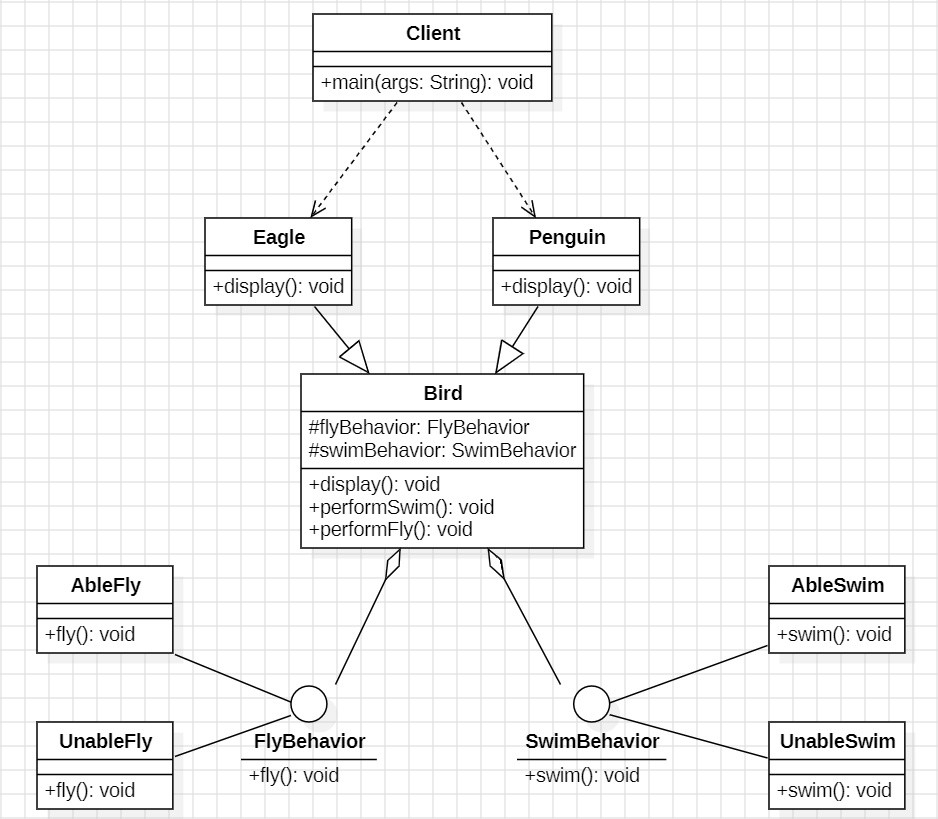 Client
+main(args: String): void
Eagle
+display(): void
Penguin
+display(): void
Bird
#flyBehavior: FlyBehavior
#swimBehavior: SwimBehavior
+display(): void
+performSwim(): void
+performFly(): void
AbleFly
+fly(): void
AbleSwim
+swim(): void
UnableFly
+fly(): void
FlyBehavior
+fly(): void
SwimBehavior
+swim(): void
UnableSwim
+swim(): void